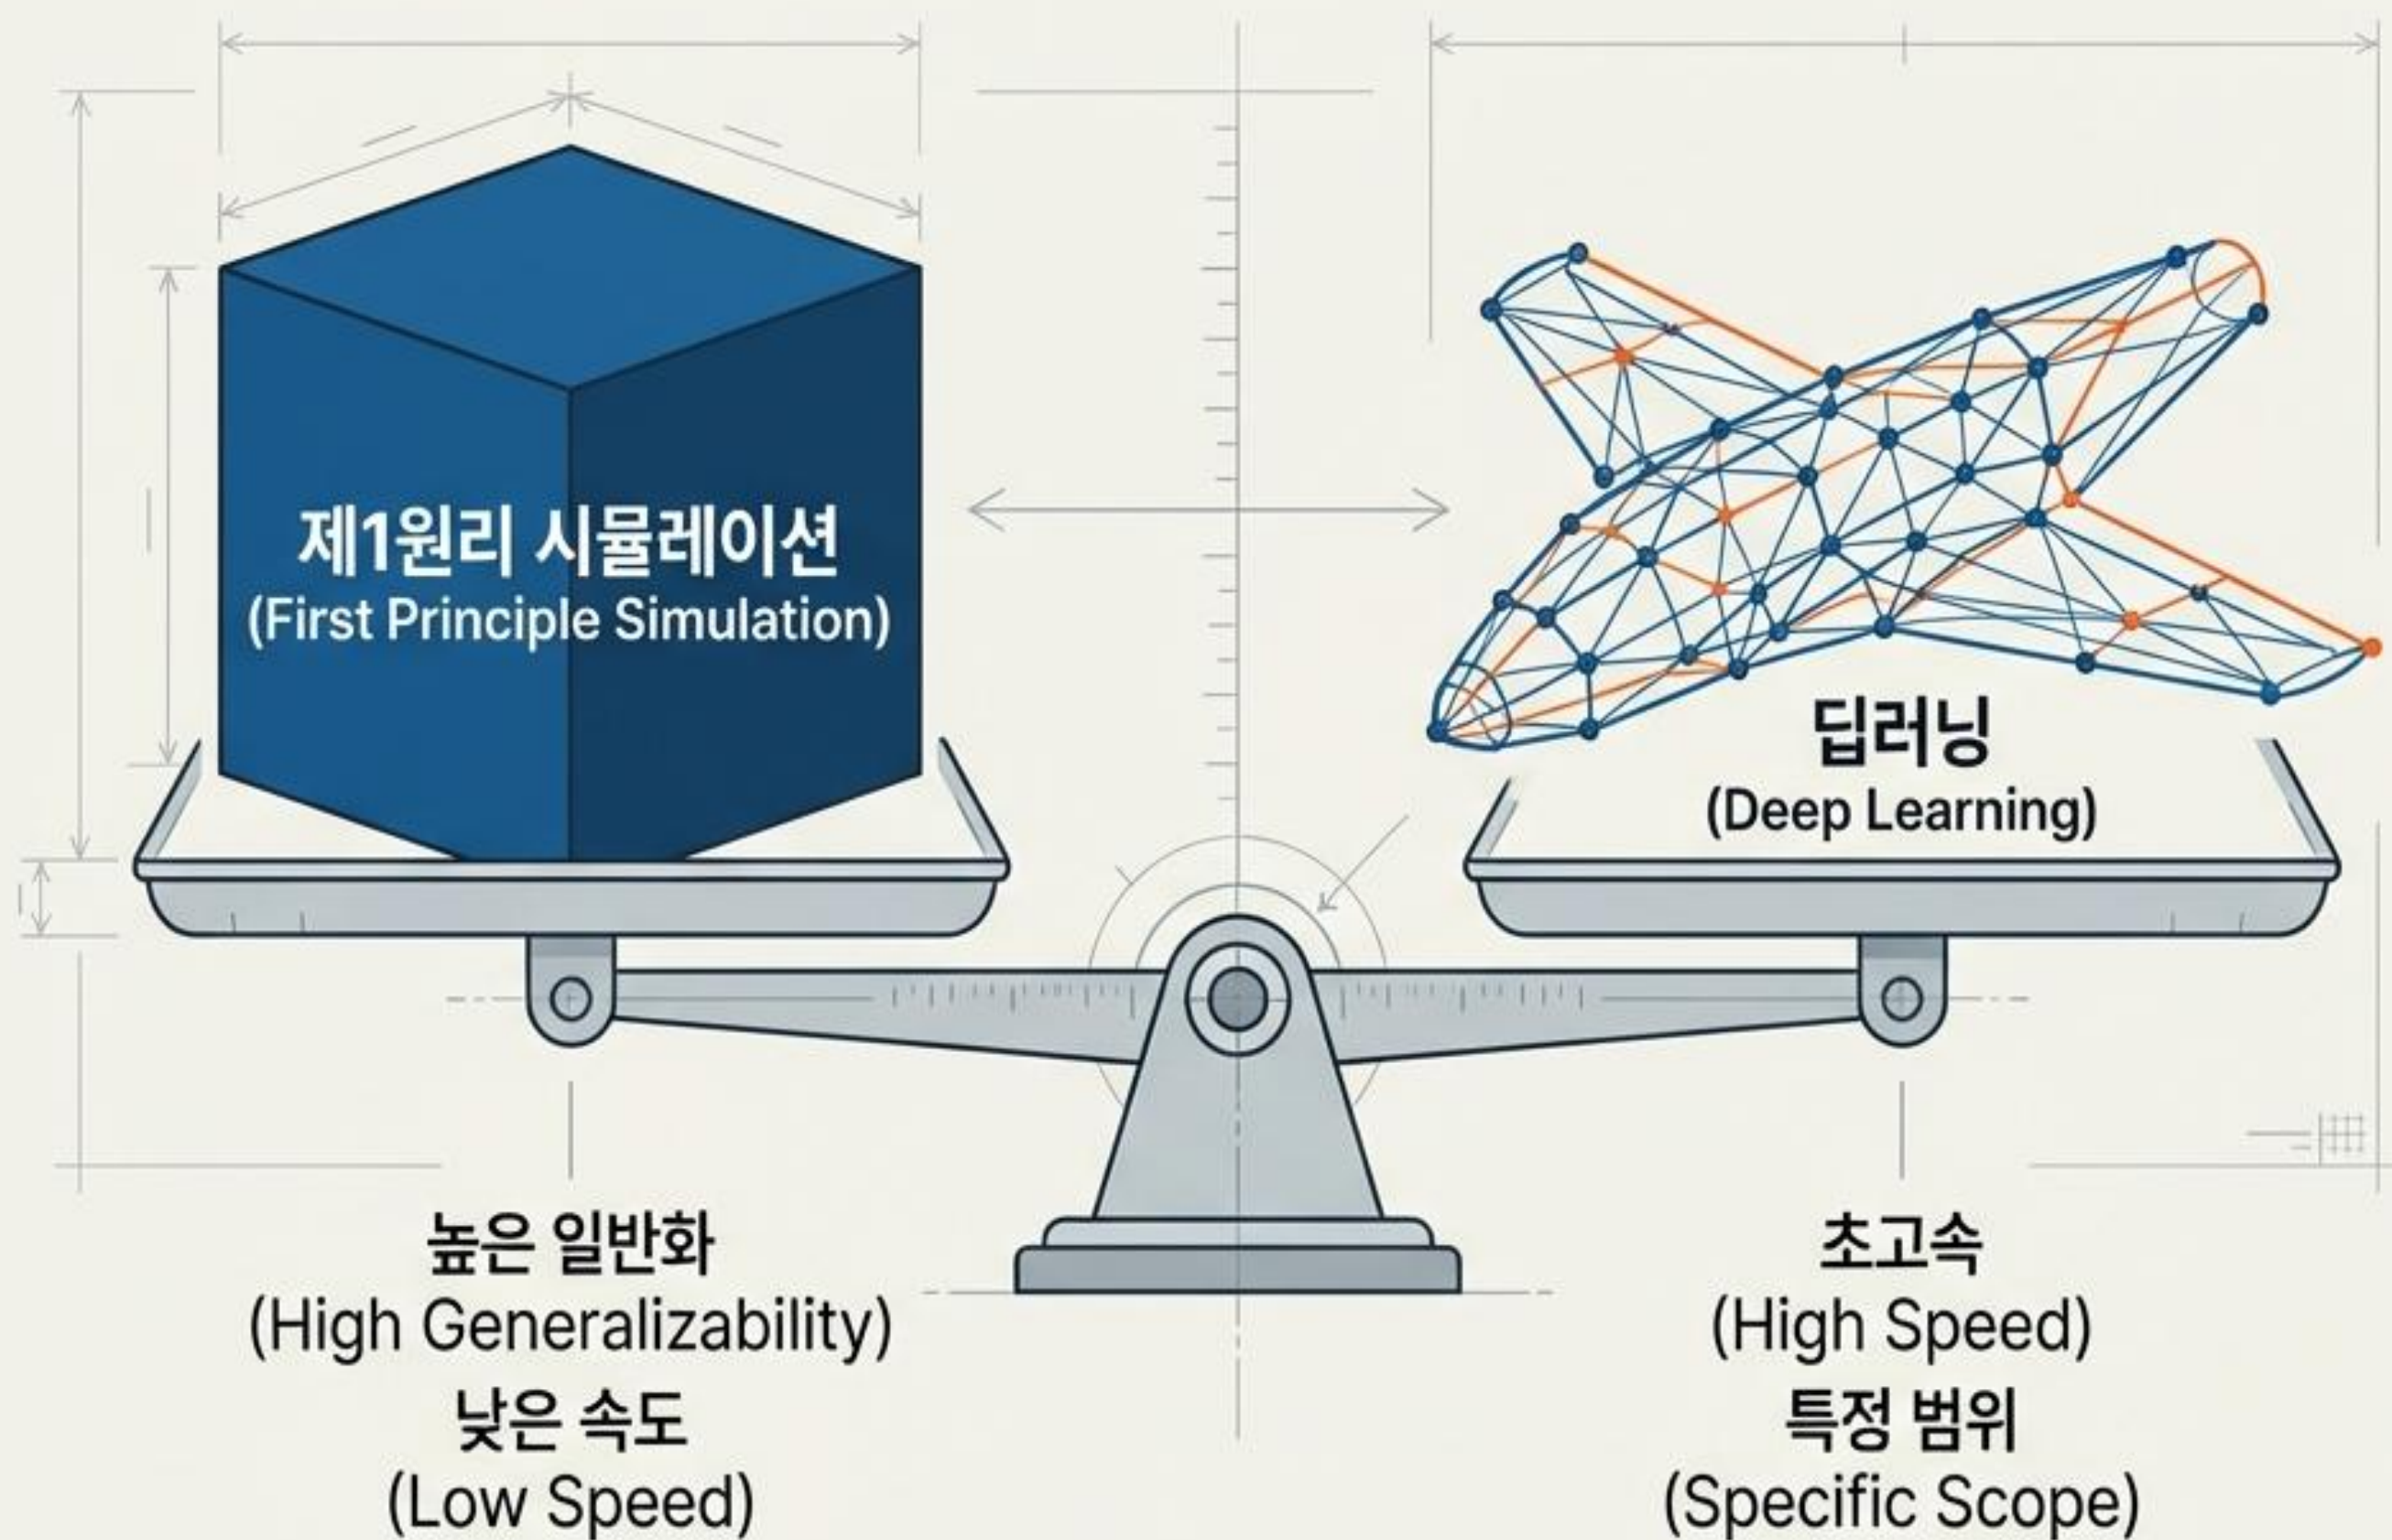 제1원리 시뮬레이션
(First Principle Simulation)
딥러닝
(Deep Learning)
높은 일반화
(High Generalizability)
낮은 속도
(Low Speed)
초고속
(High Speed)
특정 범위
(Specific Scope)